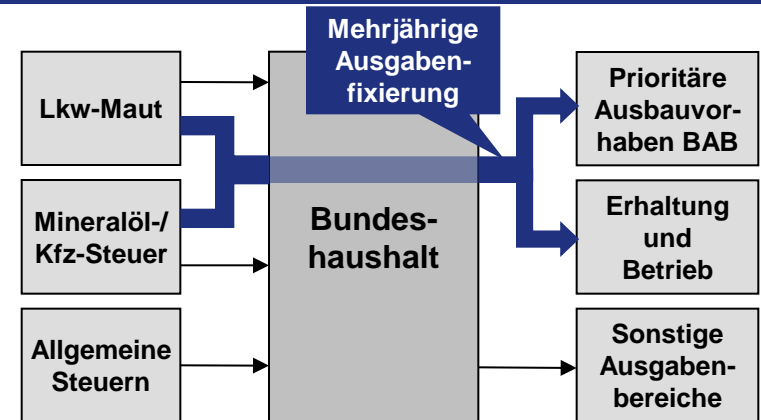 Mehrjährige
Ausgaben-
fixierung
Lkw-Maut
Mineralöl-/
Kfz-Steuer
Allgemeine
Steuern
Bundes-
haushalt
Prioritäre
Ausbauvor-
haben BAB
Erhaltung
und
Betrieb
Sonstige
Ausgaben-
bereiche